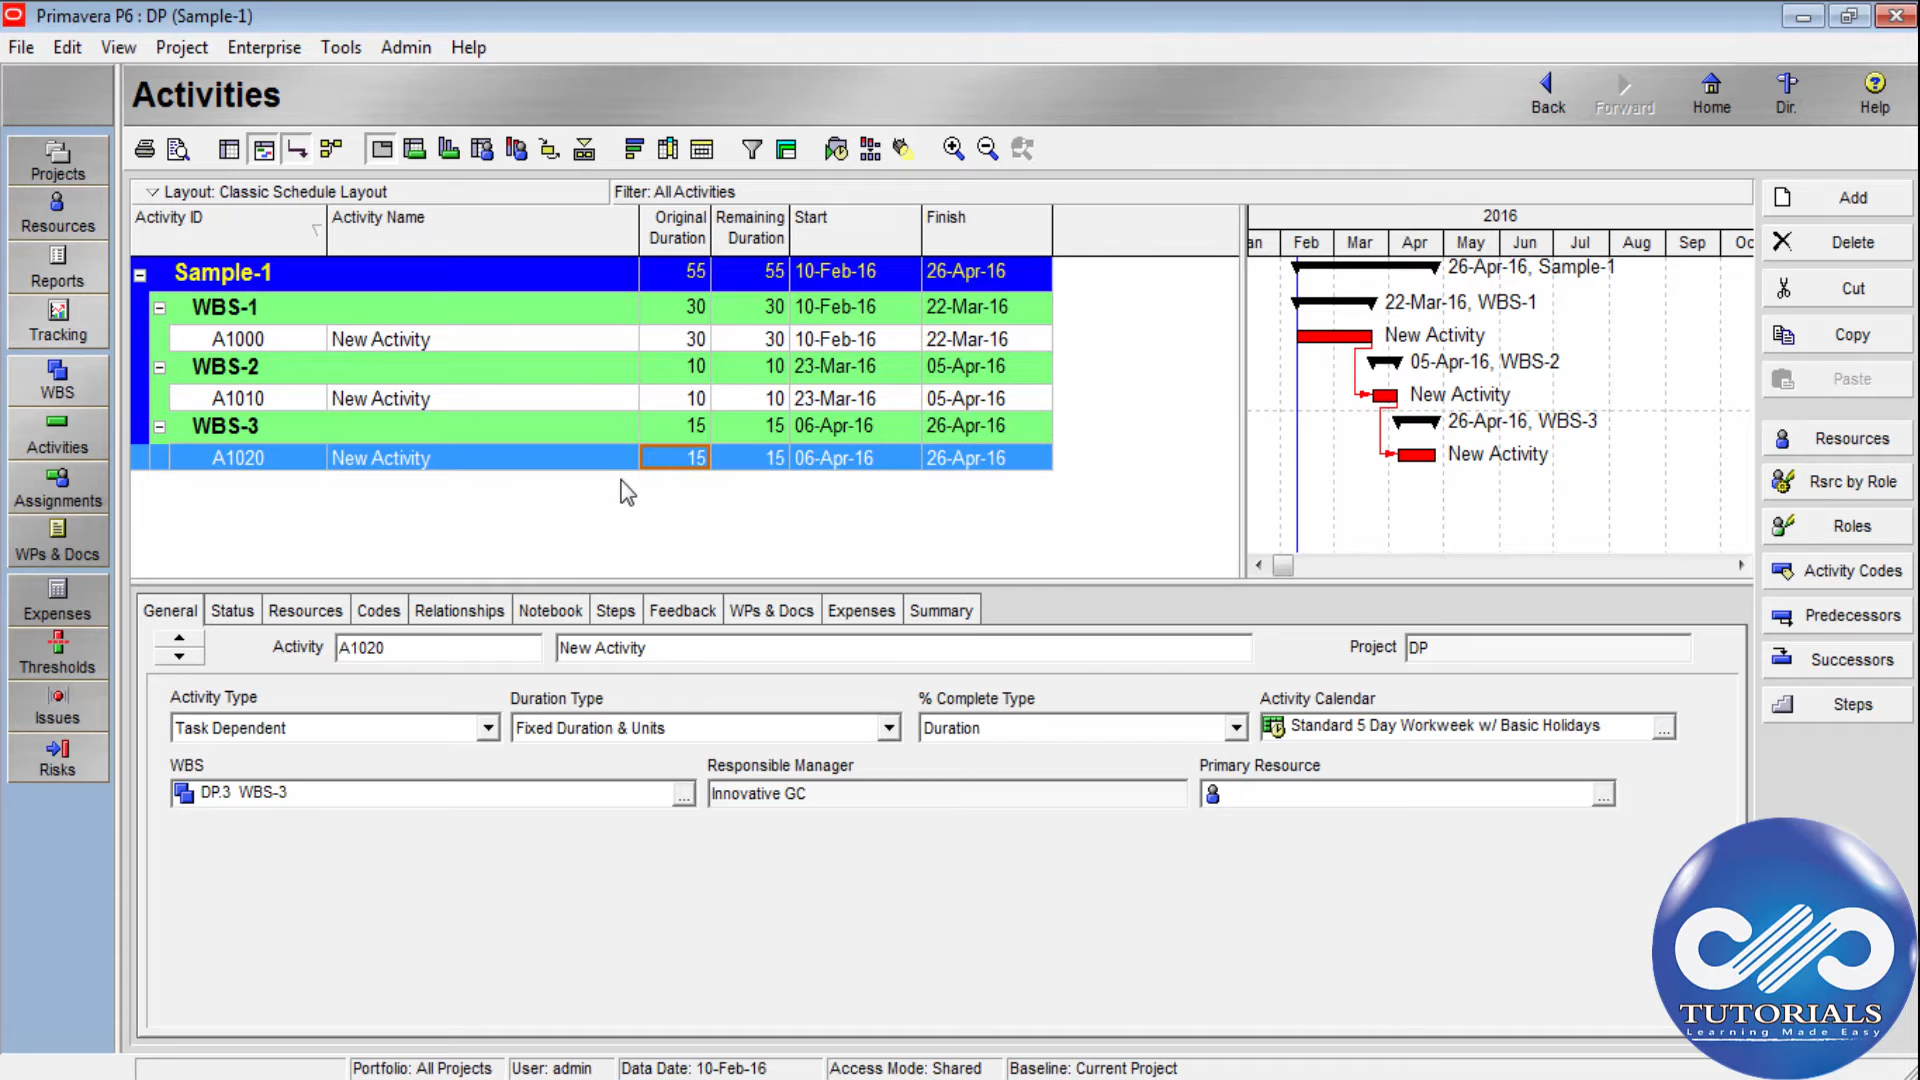 Primavera P6 : DP (Sample-1)
File Edit View Project Enterprise Tools Admin Help
Activities
Back Forward Home Dir. Help
Projects
Resources
Reports
Tracking
WBS
Activities
Assignments
WPs & Docs
Expenses
Thresholds
Issues
Risks
Layout: Classic Schedule Layout Filter: All Activities
Activity ID Activity Name Original Duration Remaining Duration Start Finish
Sample-1 55 55 10-Feb-16 26-Apr-16
WBS-1 30 30 10-Feb-16 22-Mar-16
A1000 New Activity 30 30 10-Feb-16 22-Mar-16
WBS-2 10 10 23-Mar-16 05-Apr-16
A1010 New Activity 10 10 23-Mar-16 05-Apr-16
WBS-3 15 15 06-Apr-16 26-Apr-16
A1020 New Activity 15 15 06-Apr-16 26-Apr-16
2016
an Feb Mar Apr May Jun Jul Aug Sep Oc
26-Apr-16, Sample-1
22-Mar-16, WBS-1
New Activity
05-Apr-16, WBS-2
New Activity
26-Apr-16, WBS-3
New Activity
Add
Delete
Cut
Copy
Paste
Resources
Rsrc by Role
Roles
Activity Codes
Predecessors
Successors
Steps
General Status Resources Codes Relationships Notebook Steps Feedback WPs & Docs Expenses Summary
Activity A1020 New Activity Project DP
Activity Type Duration Type % Complete Type Activity Calendar
Task Dependent Fixed Duration & Units Duration Standard 5 Day Workweek w/ Basic Holidays ...
WBS Responsible Manager Primary Resource
DP.3 WBS-3 ... Innovative GC ...
TUTORIALS
Learning Made Easy
Portfolio: All Projects User: admin Data Date: 10-Feb-16 Access Mode: Shared Baseline: Current Project